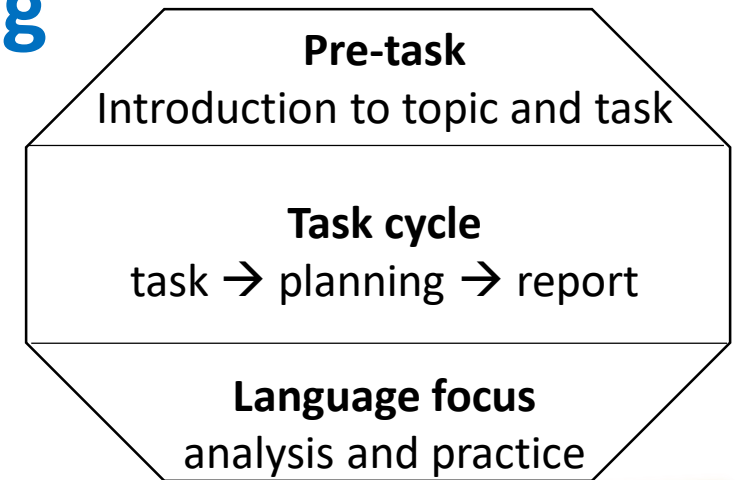 g
Pre-task
Introduction to topic and task
Task cycle
task → planning → report
Language focus
analysis and practice